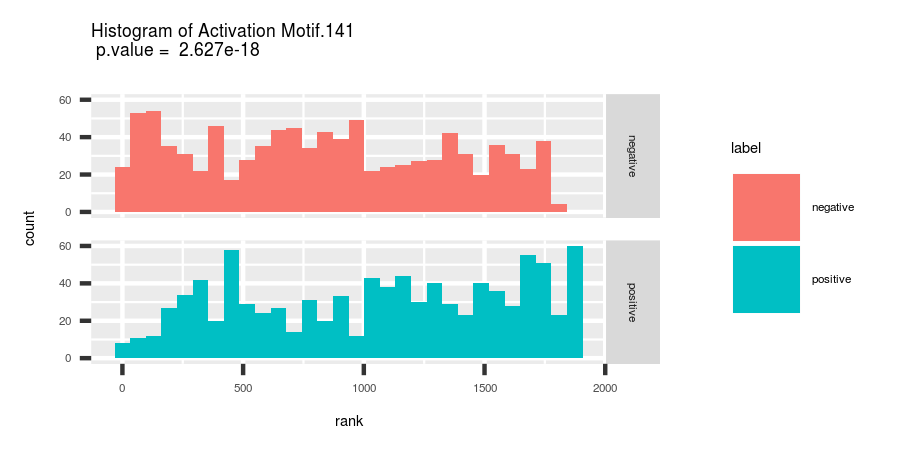 Histogram of Activation Motif.141
p.value = 2.627e-18
count
60
40
20
0
negative
60
40
20
0
positive
0 500 1000 1500 2000
rank
label
negative
positive